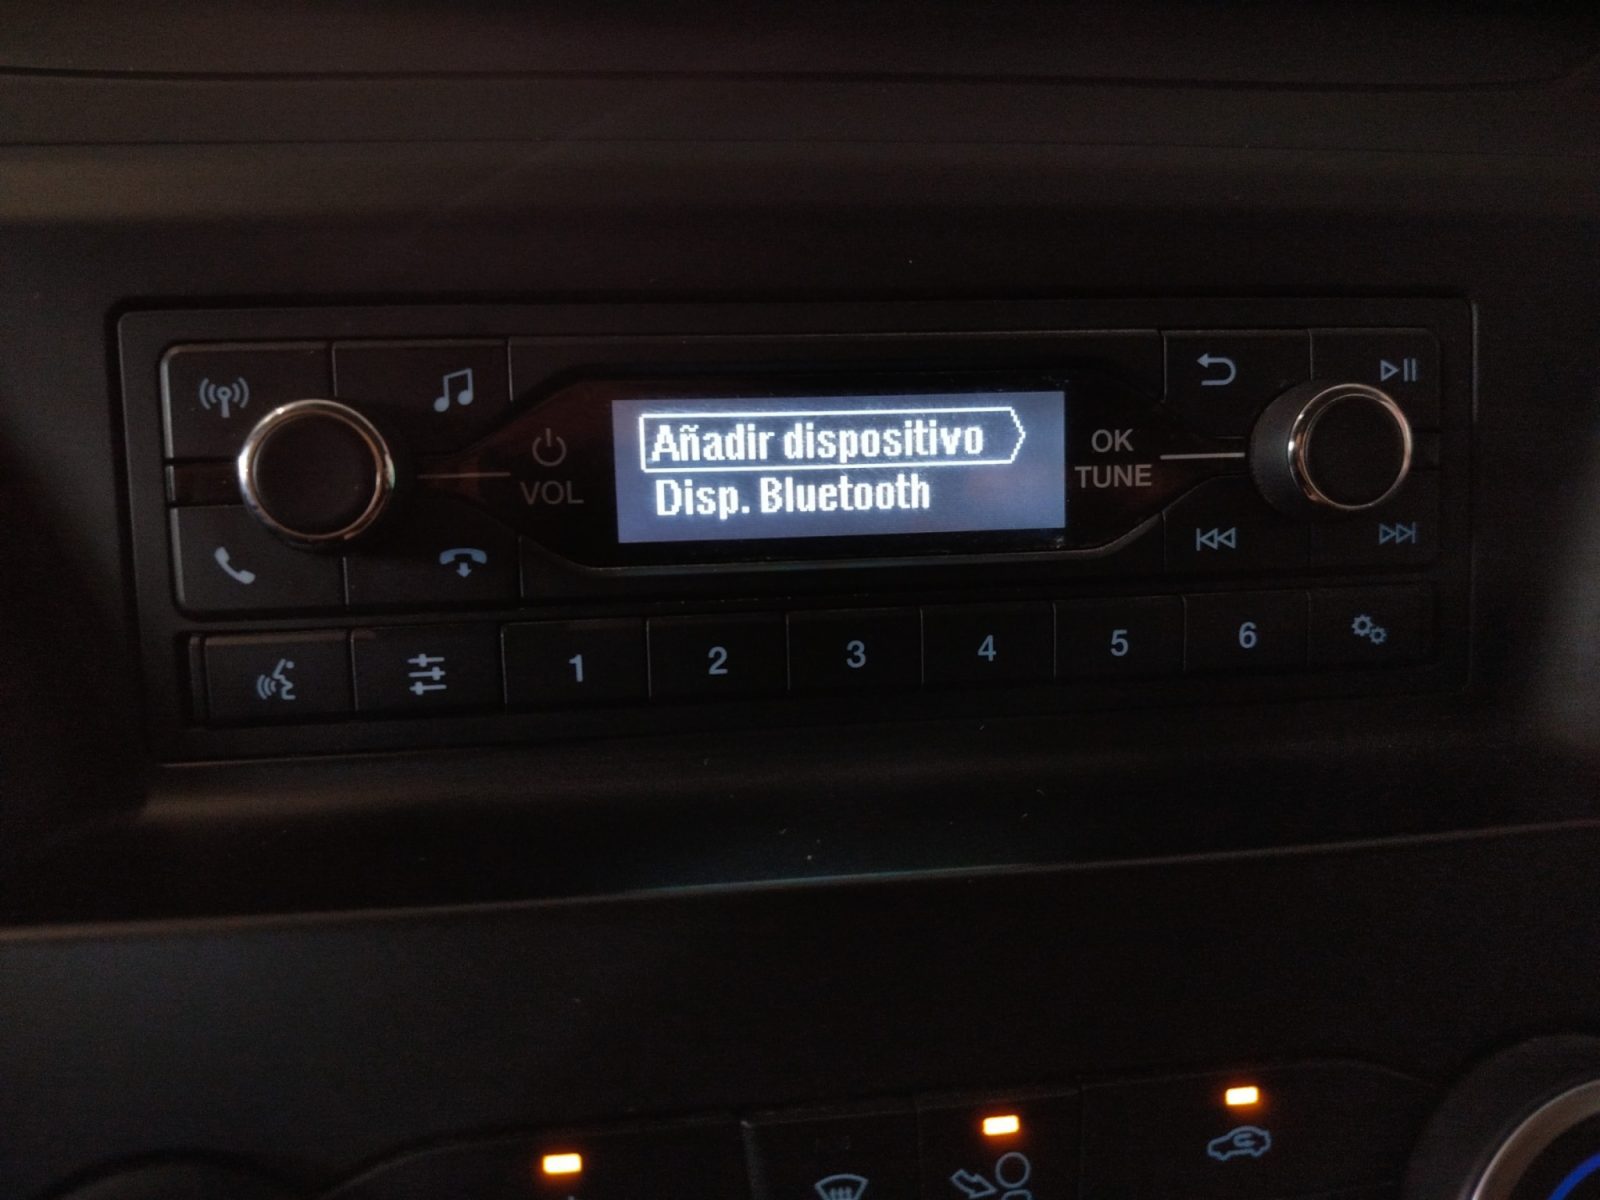 Añadir dispositivo
Disp. Bluetooth
VOL
OK
TUNE
1
2
3
4
5
6